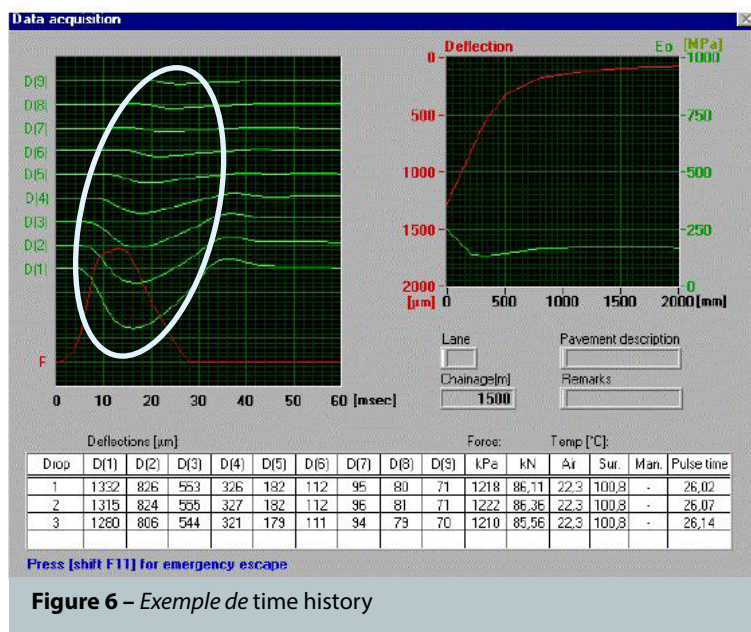 Data acquisition
Deflection Eo [MPa]
D(9)
D(8)
D(7)
D(6)
D(5)
D(4)
D(3)
D(2)
D(1)
F
0 10 20 30 40 50 60 [msec]
0 1000
500 750
1000 500
1500 250
2000 0
[µm] 0 500 1000 1500 2000 [mm]
Lane Pavement description
Chainage[m] Remarks
1500
Deflections [µm]: Force: Temp [°C]:
Drop D(1) D(2) D(3) D(4) D(5) D(6) D(7) D(8) D(9) kPa kN Air Sur. Man. Pulse time
1 1332 826 553 326 182 112 95 80 71 1218 86,11 22,3 100,8 - 26,02
2 1315 824 555 327 182 112 96 81 71 1222 86,36 22,3 100,8 - 26,07
3 1280 806 544 321 179 111 94 79 70 1210 85,56 22,3 100,8 - 26,14
Press [shift F11] for emergency escape
Figure 6 – Exemple de time history